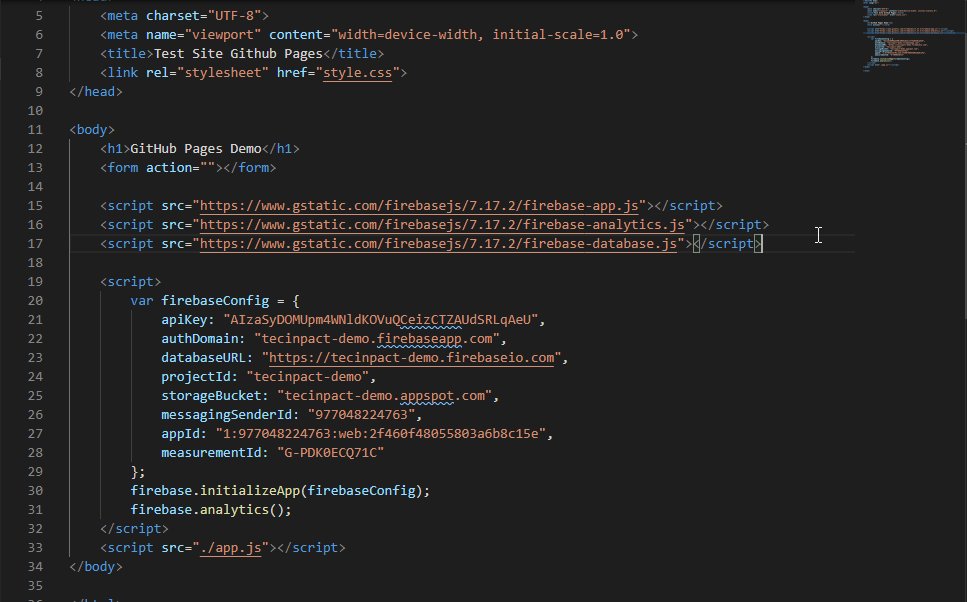 5 <meta charset="UTF-8">
6 <meta name="viewport" content="width=device-width, initial-scale=1.0">
7 <title>Test Site Github Pages</title>
8 <link rel="stylesheet" href="style.css">
9 </head>
10
11 <body>
12 <h1>GitHub Pages Demo</h1>
13 <form action=""></form>
14
15 <script src="https://www.gstatic.com/firebasejs/7.17.2/firebase-app.js"></script>
16 <script src="https://www.gstatic.com/firebasejs/7.17.2/firebase-analytics.js"></script>
17 <script src="https://www.gstatic.com/firebasejs/7.17.2/firebase-database.js"></script>
18
19 <script>
20 var firebaseConfig = {
21 apiKey: "AIzaSyDOMUpm4WNldKOVuQCeizCTZAUdSRLqAeU",
22 authDomain: "tecinpact-demo.firebaseapp.com",
23 databaseURL: "https://tecinpact-demo.firebaseio.com",
24 projectId: "tecinpact-demo",
25 storageBucket: "tecinpact-demo.appspot.com",
26 messagingSenderId: "977048224763",
27 appId: "1:977048224763:web:2f460f48055803a6b8c15e",
28 measurementId: "G-PDK0ECQ71C"
29 };
30 firebase.initializeApp(firebaseConfig);
31 firebase.analytics();
32 </script>
33 <script src="./app.js"></script>
34 </body>
35